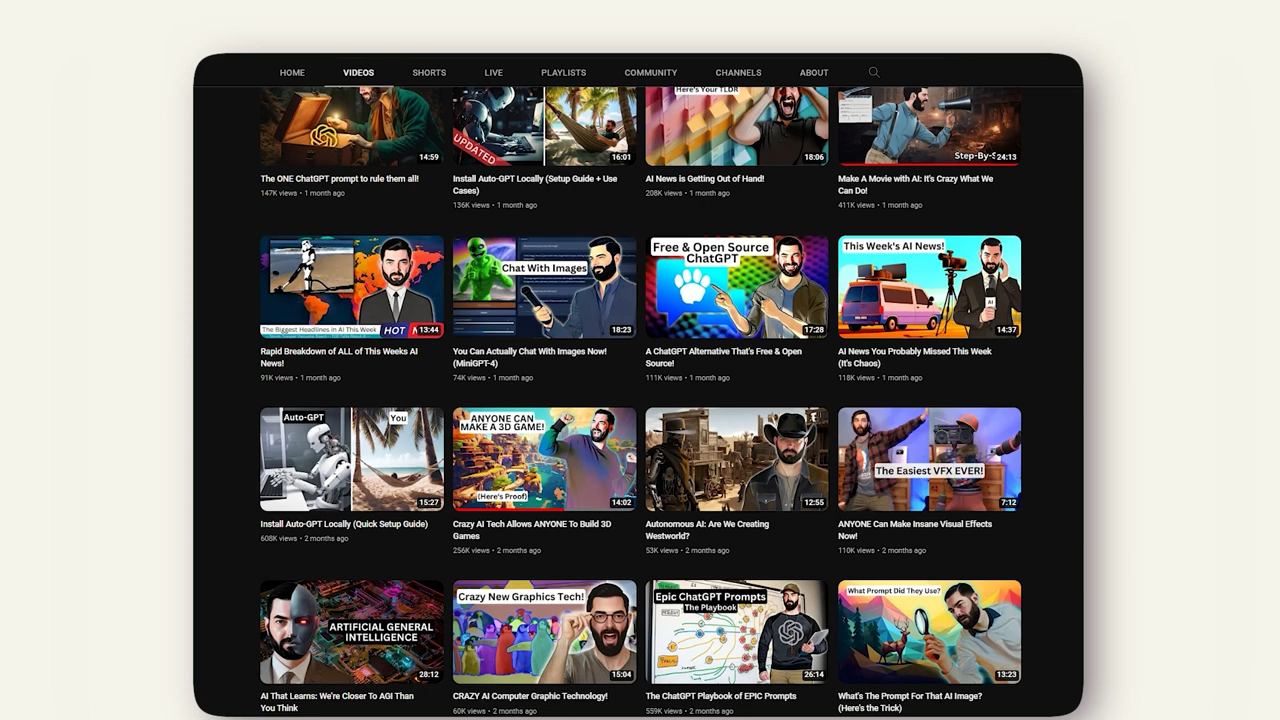 HOME VIDEOS SHORTS LIVE PLAYLISTS COMMUNITY CHANNELS ABOUT
14:59
UPDATED
16:01
Here's Your TLDR
18:06
Step-By-S
24:13
The ONE ChatGPT prompt to rule them all!
147K views • 1 month ago
Install Auto-GPT Locally (Setup Guide + Use
Cases)
136K views • 1 month ago
AI News is Getting Out of Hand!
208K views • 1 month ago
Make A Movie with AI: It's Crazy What We
Can Do!
411K views • 1 month ago
The Biggest Headlines in AI This Week
HOT
13:44
Chat With Images
18:23
Free & Open Source
ChatGPT
17:28
This Week's AI News!
AI
14:37
Rapid Breakdown of ALL of This Weeks AI
News!
91K views • 1 month ago
You Can Actually Chat With Images Now!
(MiniGPT-4)
74K views • 1 month ago
A ChatGPT Alternative That's Free & Open
Source!
111K views • 1 month ago
AI News You Probably Missed This Week
(It's Chaos)
118K views • 1 month ago
Auto-GPT
You
15:27
ANYONE CAN
MAKE A 3D GAME!
(Here's Proof)
14:02
12:55
The Easiest VFX EVER!
7:12
Install Auto-GPT Locally (Quick Setup Guide)
608K views • 2 months ago
Crazy AI Tech Allows ANYONE To Build 3D
Games
256K views • 2 months ago
Autonomous AI: Are We Creating
Westworld?
53K views • 2 months ago
ANYONE Can Make Insane Visual Effects
Now!
110K views • 2 months ago
ARTIFICIAL GENERAL
INTELLIGENCE
28:12
Crazy New Graphics Tech!
15:04
Epic ChatGPT Prompts
The Playbook
26:14
What Prompt Did They Use?
13:23
AI That Learns: We're Closer To AGI Than
You Think
CRAZY AI Computer Graphic Technology!
60K views • 2 months ago
The ChatGPT Playbook of EPIC Prompts
559K views • 2 months ago
What's The Prompt For That AI Image?
(Here's the Trick)